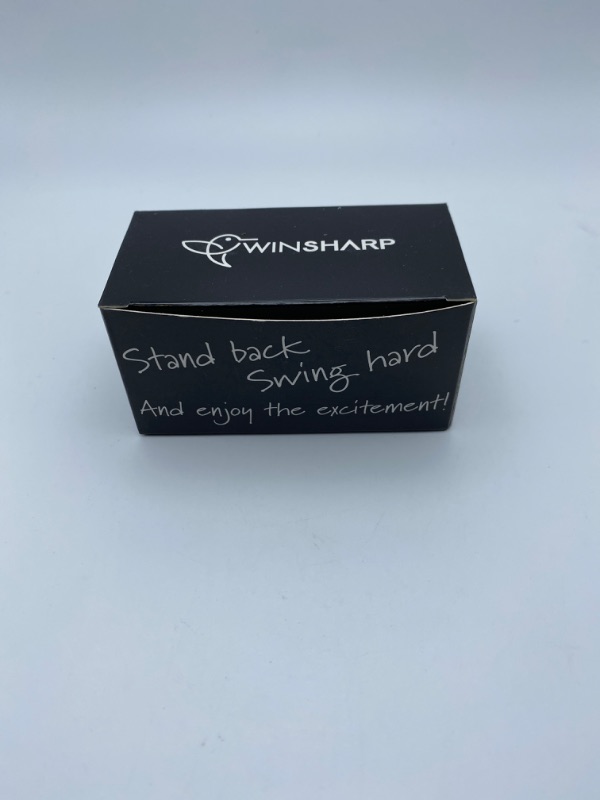 WINSHARP
Stand back
Swing hard
And enjoy the excitement!